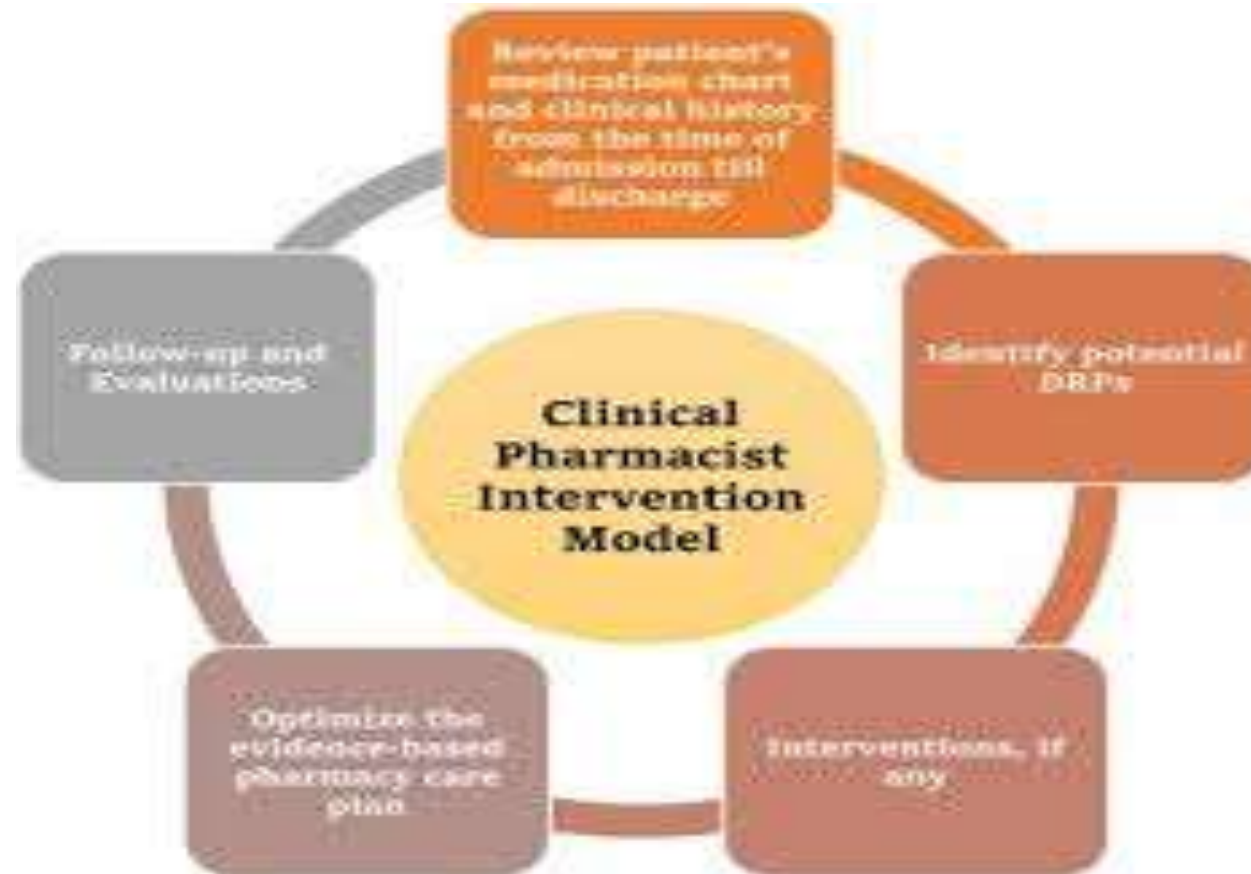 Review patient's
medication chart
and clinical history
from the time of
admission till
discharge
Identify potential
DRPs
Interventions, if
any
Optimize the
evidence-based
pharmacy care
plan
Follow-up and
Evaluations
Clinical
Pharmacist
Intervention
Model